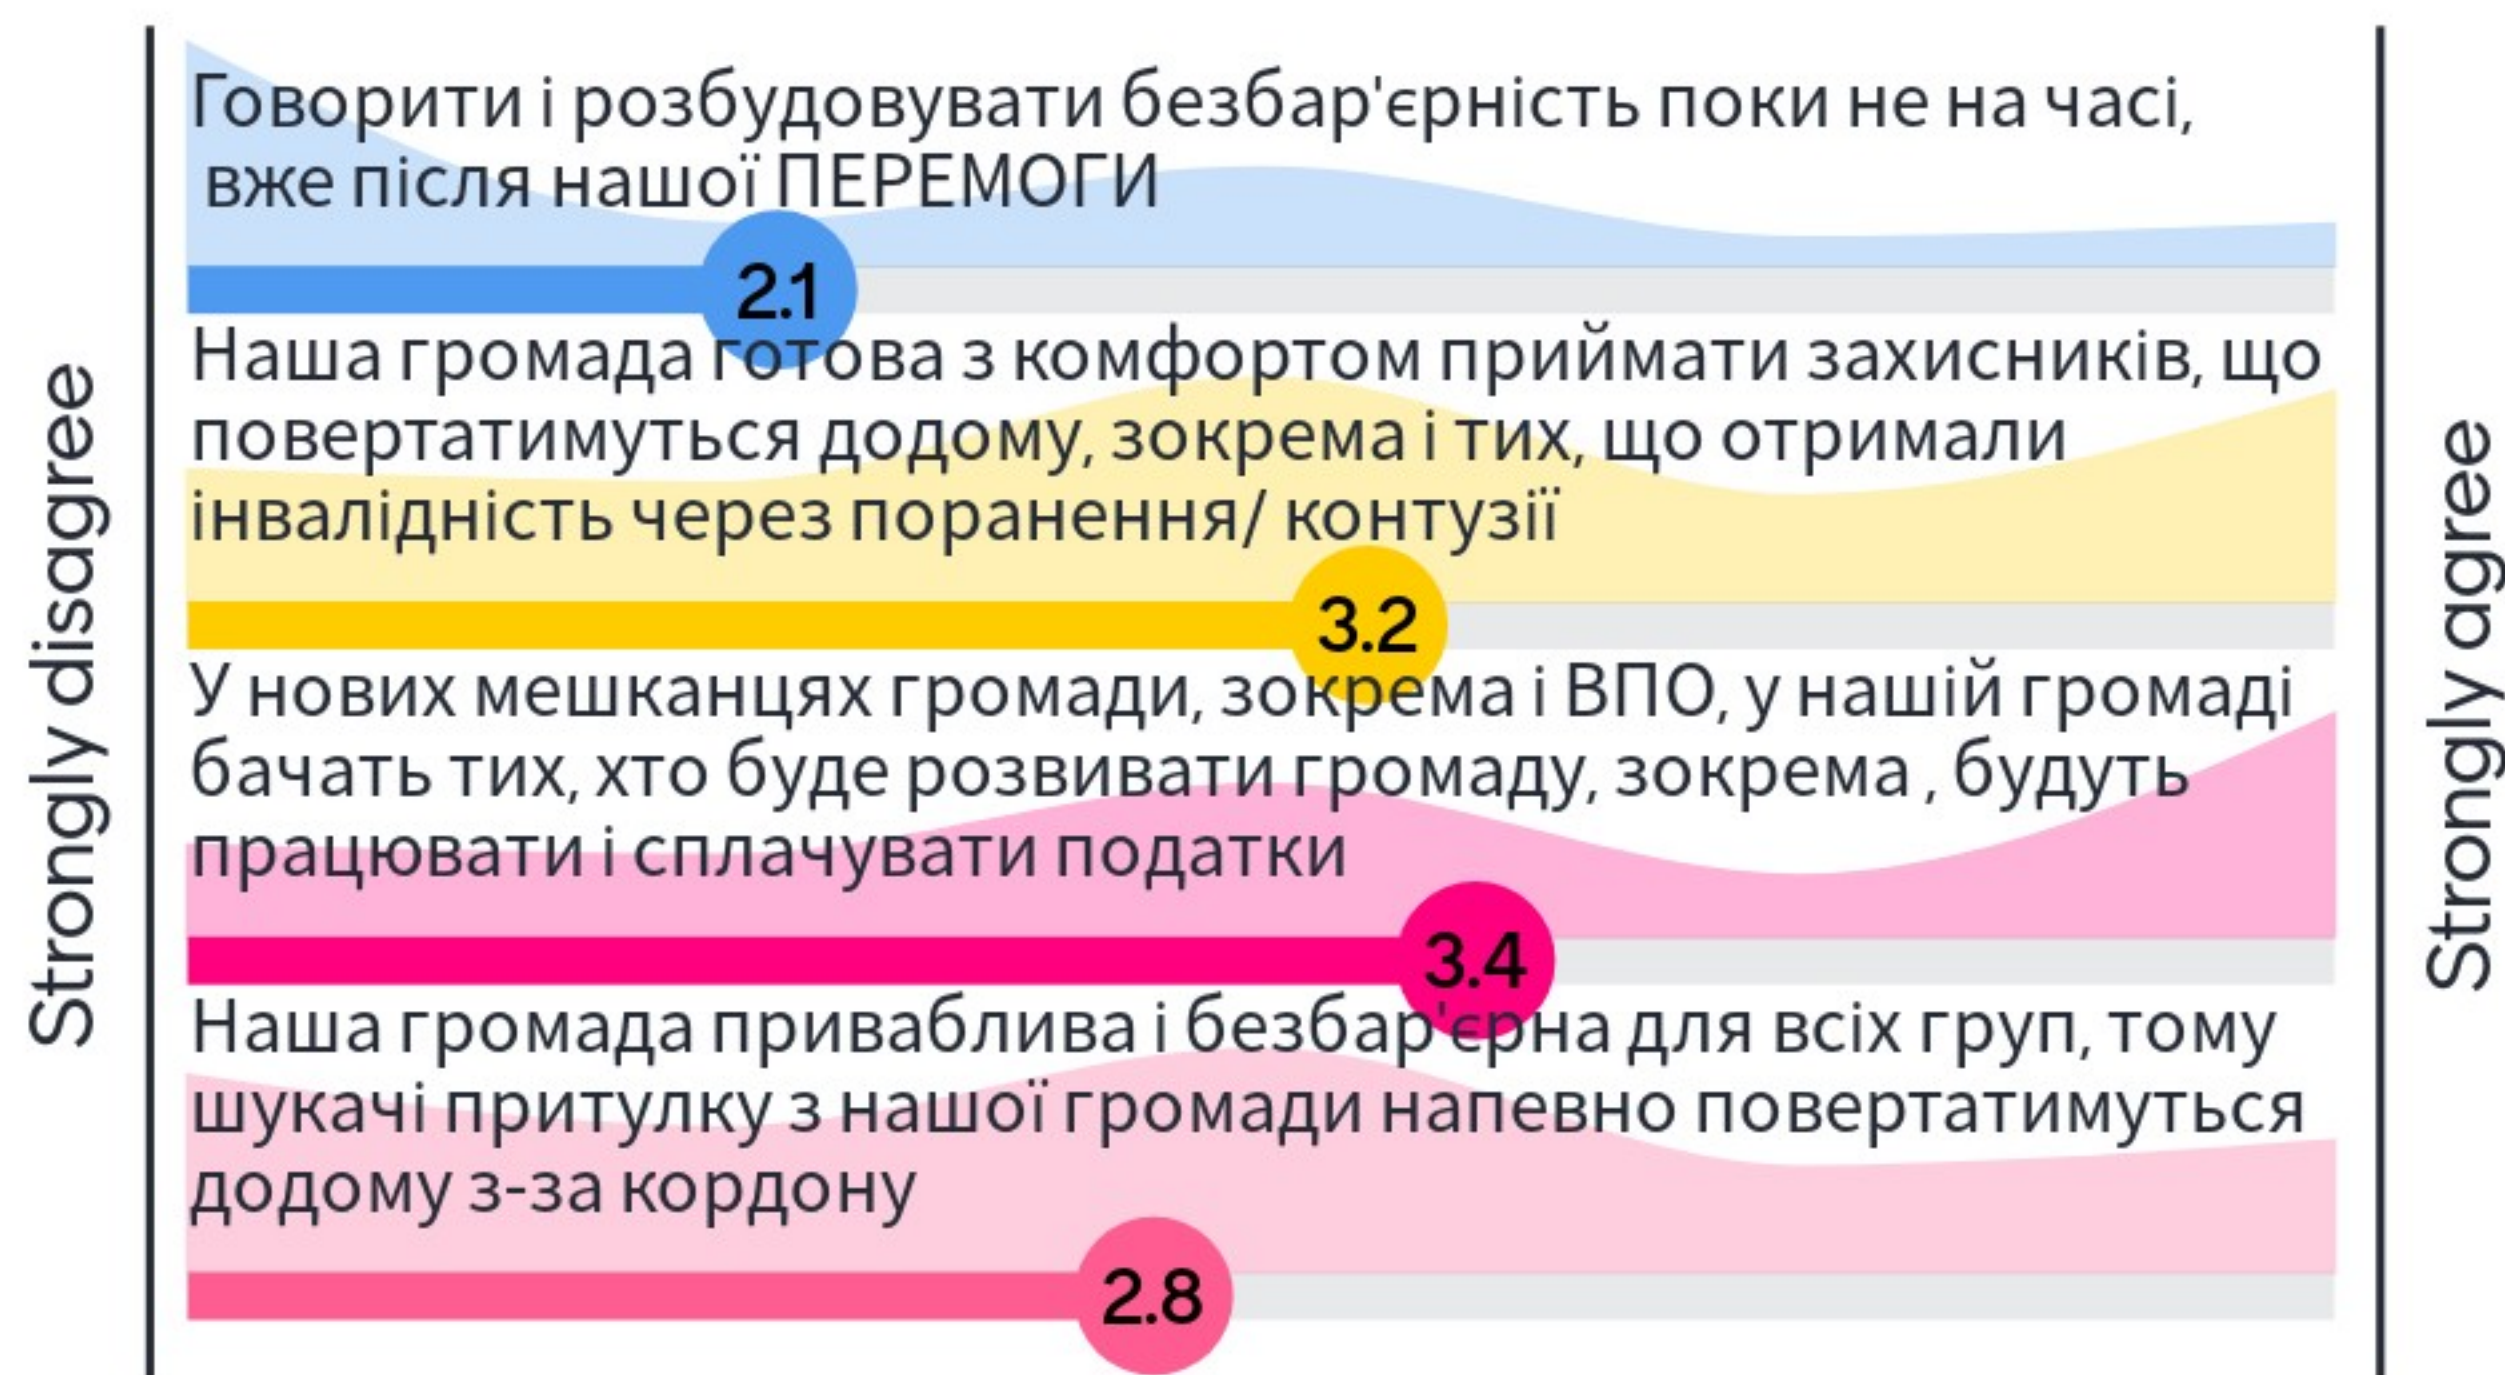 Strongly disagree
Говорити і розбудовувати безбар'єрність поки не на часі,
вже після нашої ПЕРЕМОГИ
2.1
Наша громада готова з комфортом приймати захисників, що
повертатимуться додому, зокрема і тих, що отримали
інвалідність через поранення/ контузії
3.2
У нових мешканцях громади, зокрема і ВПО, у нашій громаді
бачать тих, хто буде розвивати громаду, зокрема , будуть
працювати і сплачувати податки
3.4
Наша громада приваблива і безбар'єрна для всіх груп, тому
шукачі притулку з нашої громади напевно повертатимуться
додому з-за кордону
2.8
Strongly agree